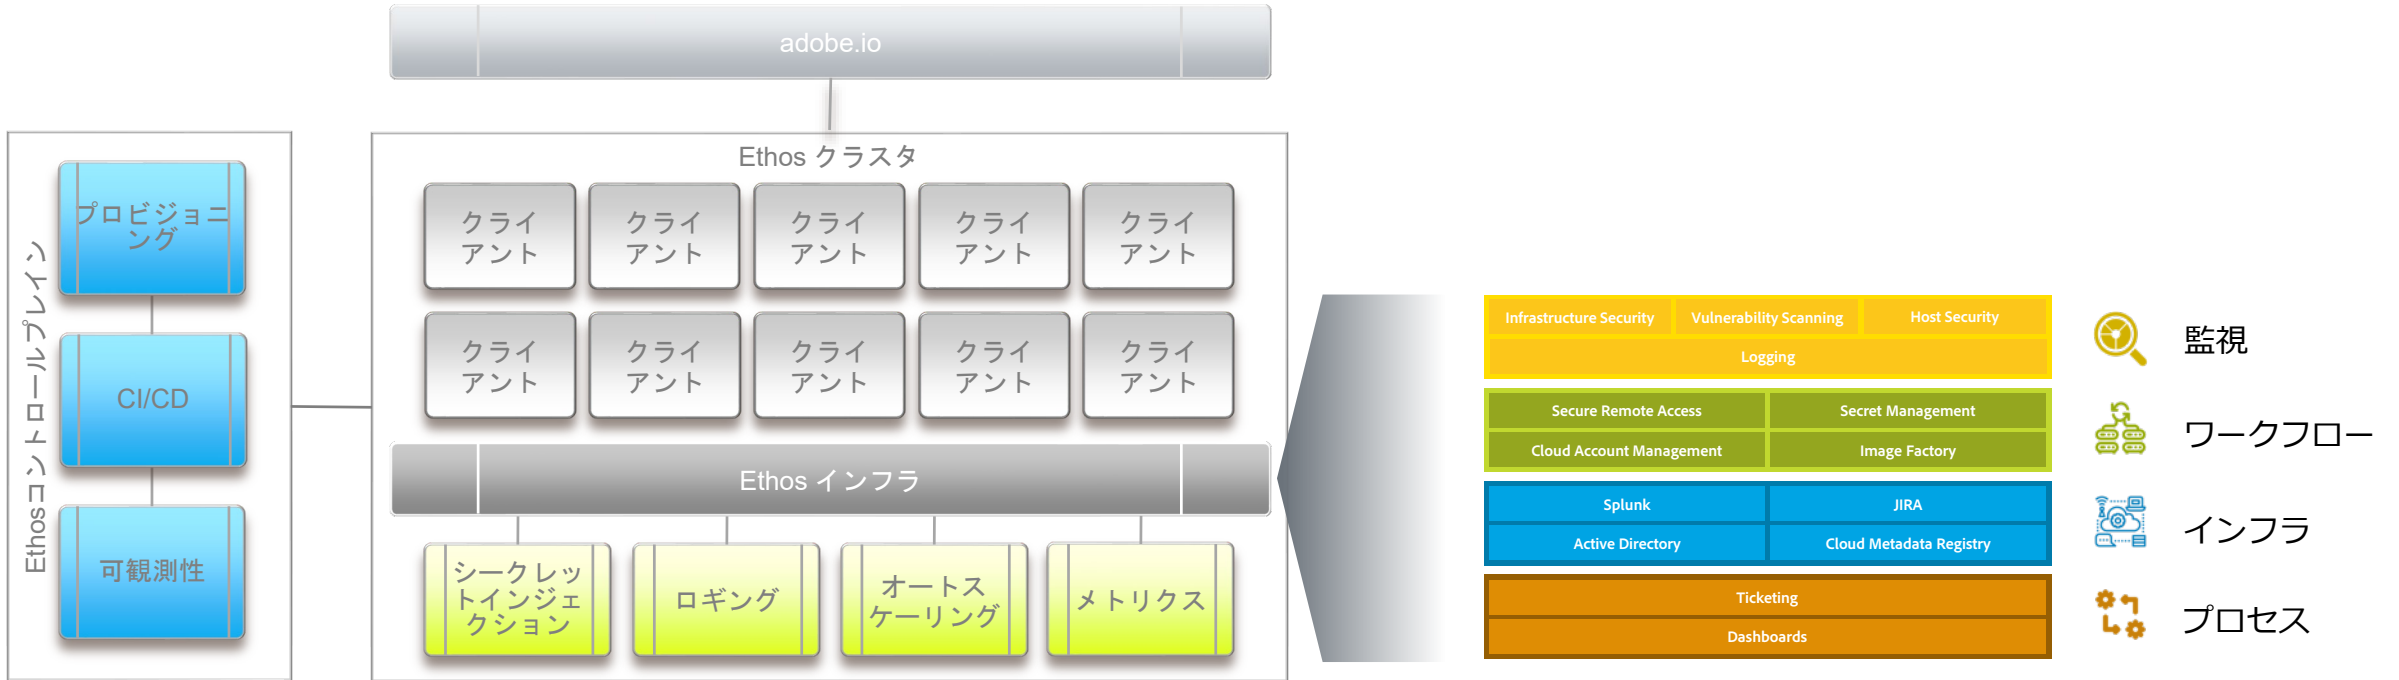 adobe.io
Ethosコントロールプレイン
プロビジョニ
ング
CI/CD
可観測性
Ethos クラスタ
クライ
アント
クライ
アント
クライ
アント
クライ
アント
クライ
アント
クライ
アント
クライ
アント
クライ
アント
クライ
アント
クライ
アント
Ethos インフラ
シークレッ
トインジェ
クション
ロギング
オートス
ケーリング
メトリクス
Infrastructure Security
Vulnerability Scanning
Host Security
Logging
監視
Secure Remote Access
Secret Management
Cloud Account Management
Image Factory
ワークフロー
Splunk
JIRA
Active Directory
Cloud Metadata Registry
インフラ
Ticketing
Dashboards
プロセス